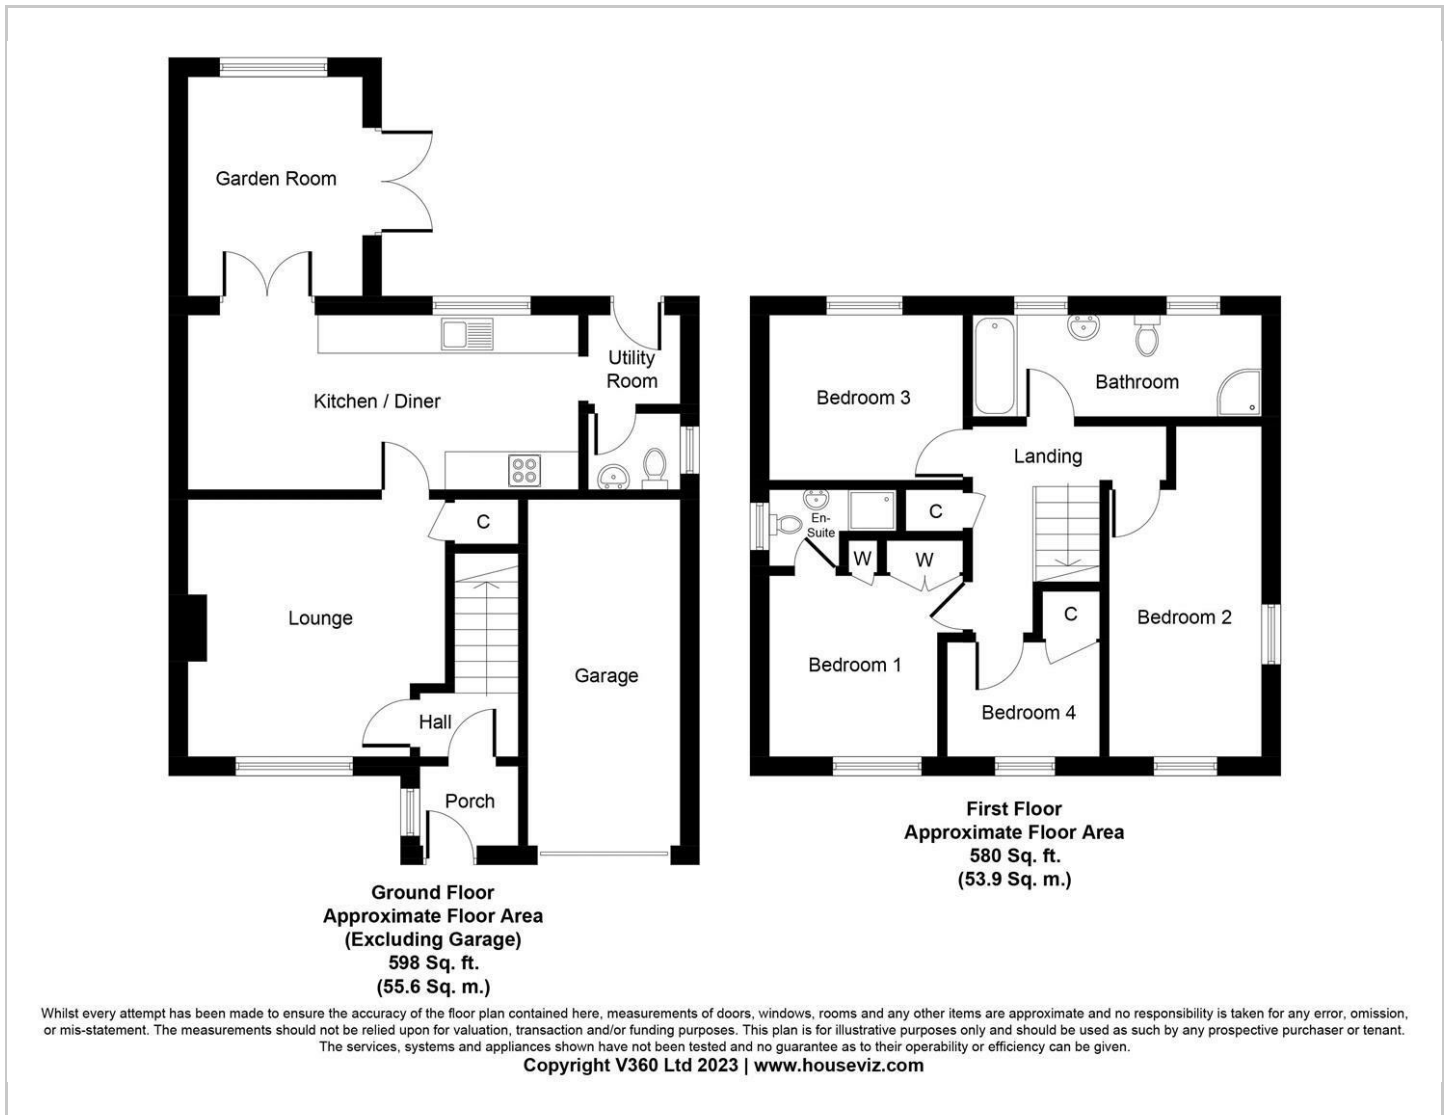 Garden Room
Utility
Room
Kitchen / Diner
C
Lounge
Garage
Hall
Porch
Ground Floor
Approximate Floor Area
(Excluding Garage)
598 Sq. ft.
(55.6 Sq. m.)
Bedroom 3
Bathroom
Landing
En-
Suite
C
W
W
C
Bedroom 2
Bedroom 1
Bedroom 4
First Floor
Approximate Floor Area
580 Sq. ft.
(53.9 Sq. m.)
Whilst every attempt has been made to ensure the accuracy of the floor plan contained here, measurements of doors, windows, rooms and any other items are approximate and no responsibility is taken for any error, omission,
or mis-statement. The measurements should not be relied upon for valuation, transaction and/or funding purposes. This plan is for illustrative purposes only and should be used as such by any prospective purchaser or tenant.
The services, systems and appliances shown have not been tested and no guarantee as to their operability or efficiency can be given.
Copyright V360 Ltd 2023 | www.houseviz.com